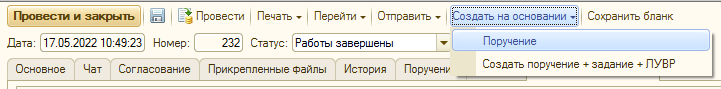 Провести и закрыть Провести Печать Перейти Отправить Создать на основании Сохранить бланк
Дата: 17.05.2022 10:49:23 Номер: 232 Статус: Работы завершены
Поручение
Создать поручение + задание + ЛУВР
Основное Чат Согласование Прикрепленные файлы История